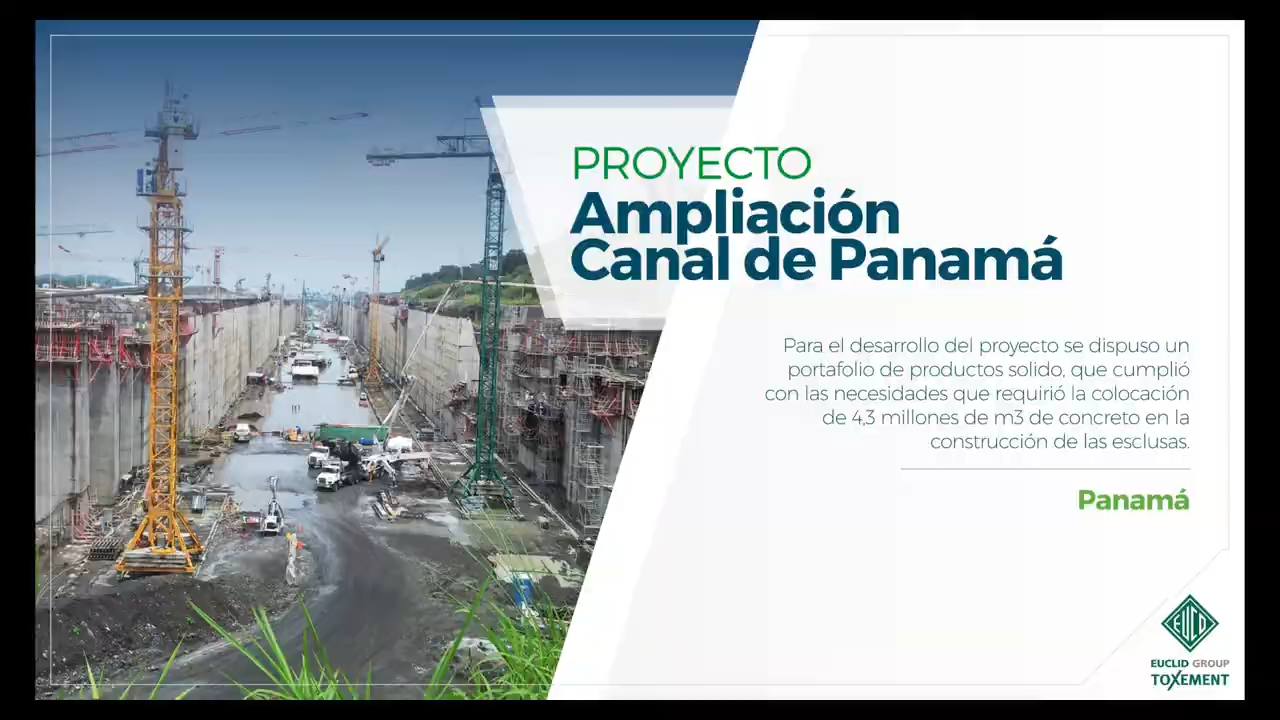 PROYECTO
Ampliación
Canal de Panamá
Para el desarrollo del proyecto se dispuso un
portafolio de productos solido, que cumplió
con las necesidades que requirió la colocación
de 4,3 millones de m3 de concreto en la
construcción de las esclusas.
Panamá
EUCO
EUCLID GROUP
TOXEMENT